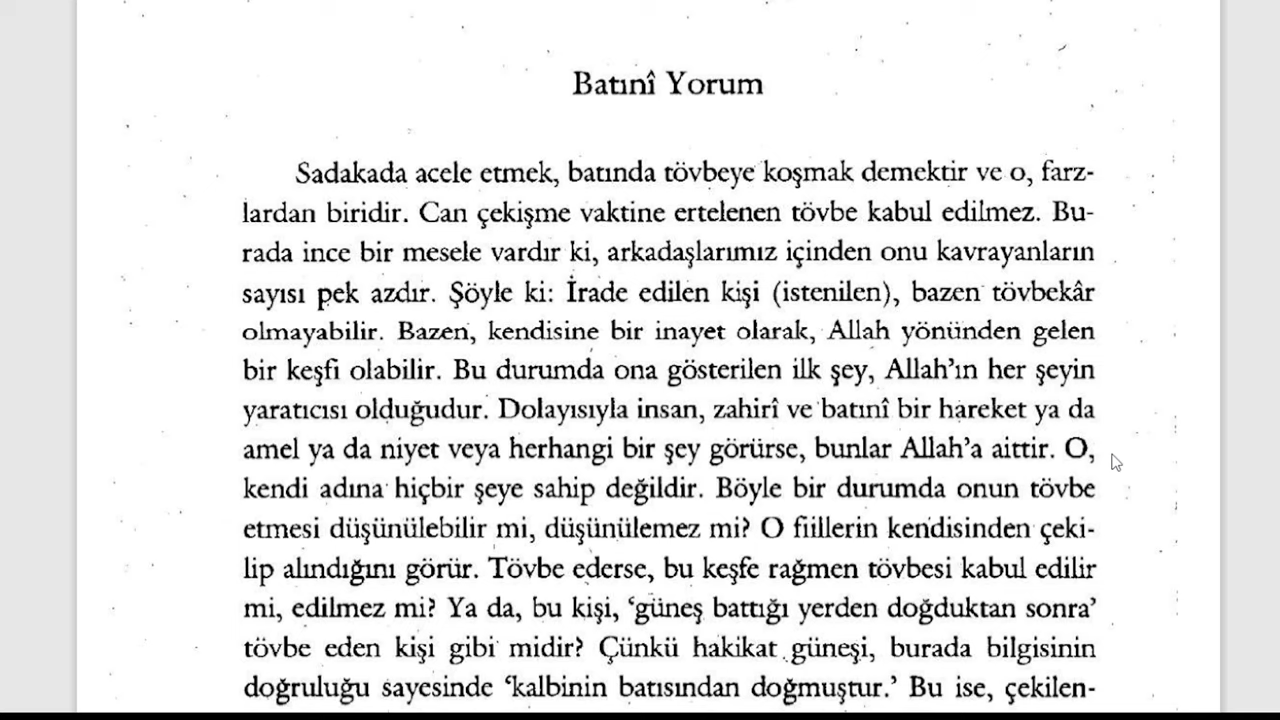 Batınî Yorum
Sadakada acele etmek, batında tövbeye koşmak demektir ve o, farz-
lardan biridir. Can çekişme vaktine ertelenen tövbe kabul edilmez. Bu-
rada ince bir mesele vardır ki, arkadaşlarımız içinden onu kavrayanların
sayısı pek azdır. Şöyle ki: İrade edilen kişi (istenilen), bazen tövbekâr
olmayabilir. Bazen, kendisine bir inayet olarak, Allah yönünden gelen
bir keşfi olabilir. Bu durumda ona gösterilen ilk şey, Allah'ın her şeyin
yaratıcısı olduğudur. Dolayısıyla insan, zahirî ve batınî bir hareket ya da
amel ya da niyet veya herhangi bir şey görürse, bunlar Allah'a aittir. O,
kendi adına hiçbir şeye sahip değildir. Böyle bir durumda onun tövbe
etmesi düşünülebilir mi, düşünülemez mi? O fiillerin kendisinden çeki-
lip alındığını görür. Tövbe ederse, bu keşfe rağmen tövbesi kabul edilir
mi, edilmez mi? Ya da, bu kişi, 'güneş battığı yerden doğduktan sonra'
tövbe eden kişi gibi midir? Çünkü hakikat güneşi, burada bilgisinin
doğruluğu sayesinde 'kalbinin batısından doğmuştur.' Bu ise, çekilen-